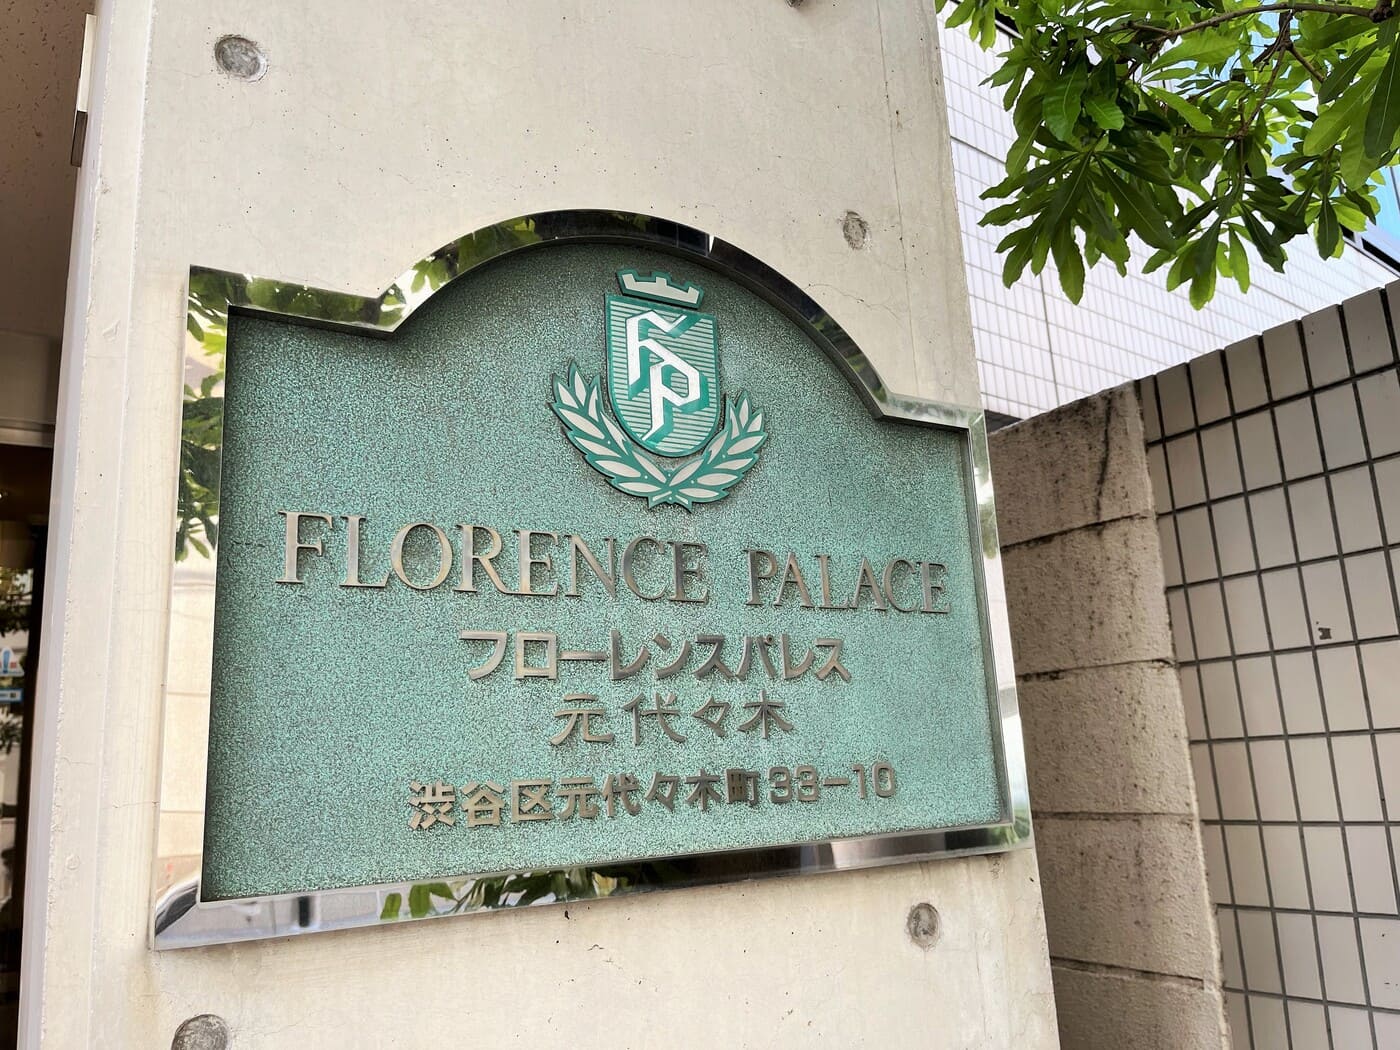 FP
FLORENCE PALACE
フローレンスパレス
元代々木
渋谷区元代々木町33-10